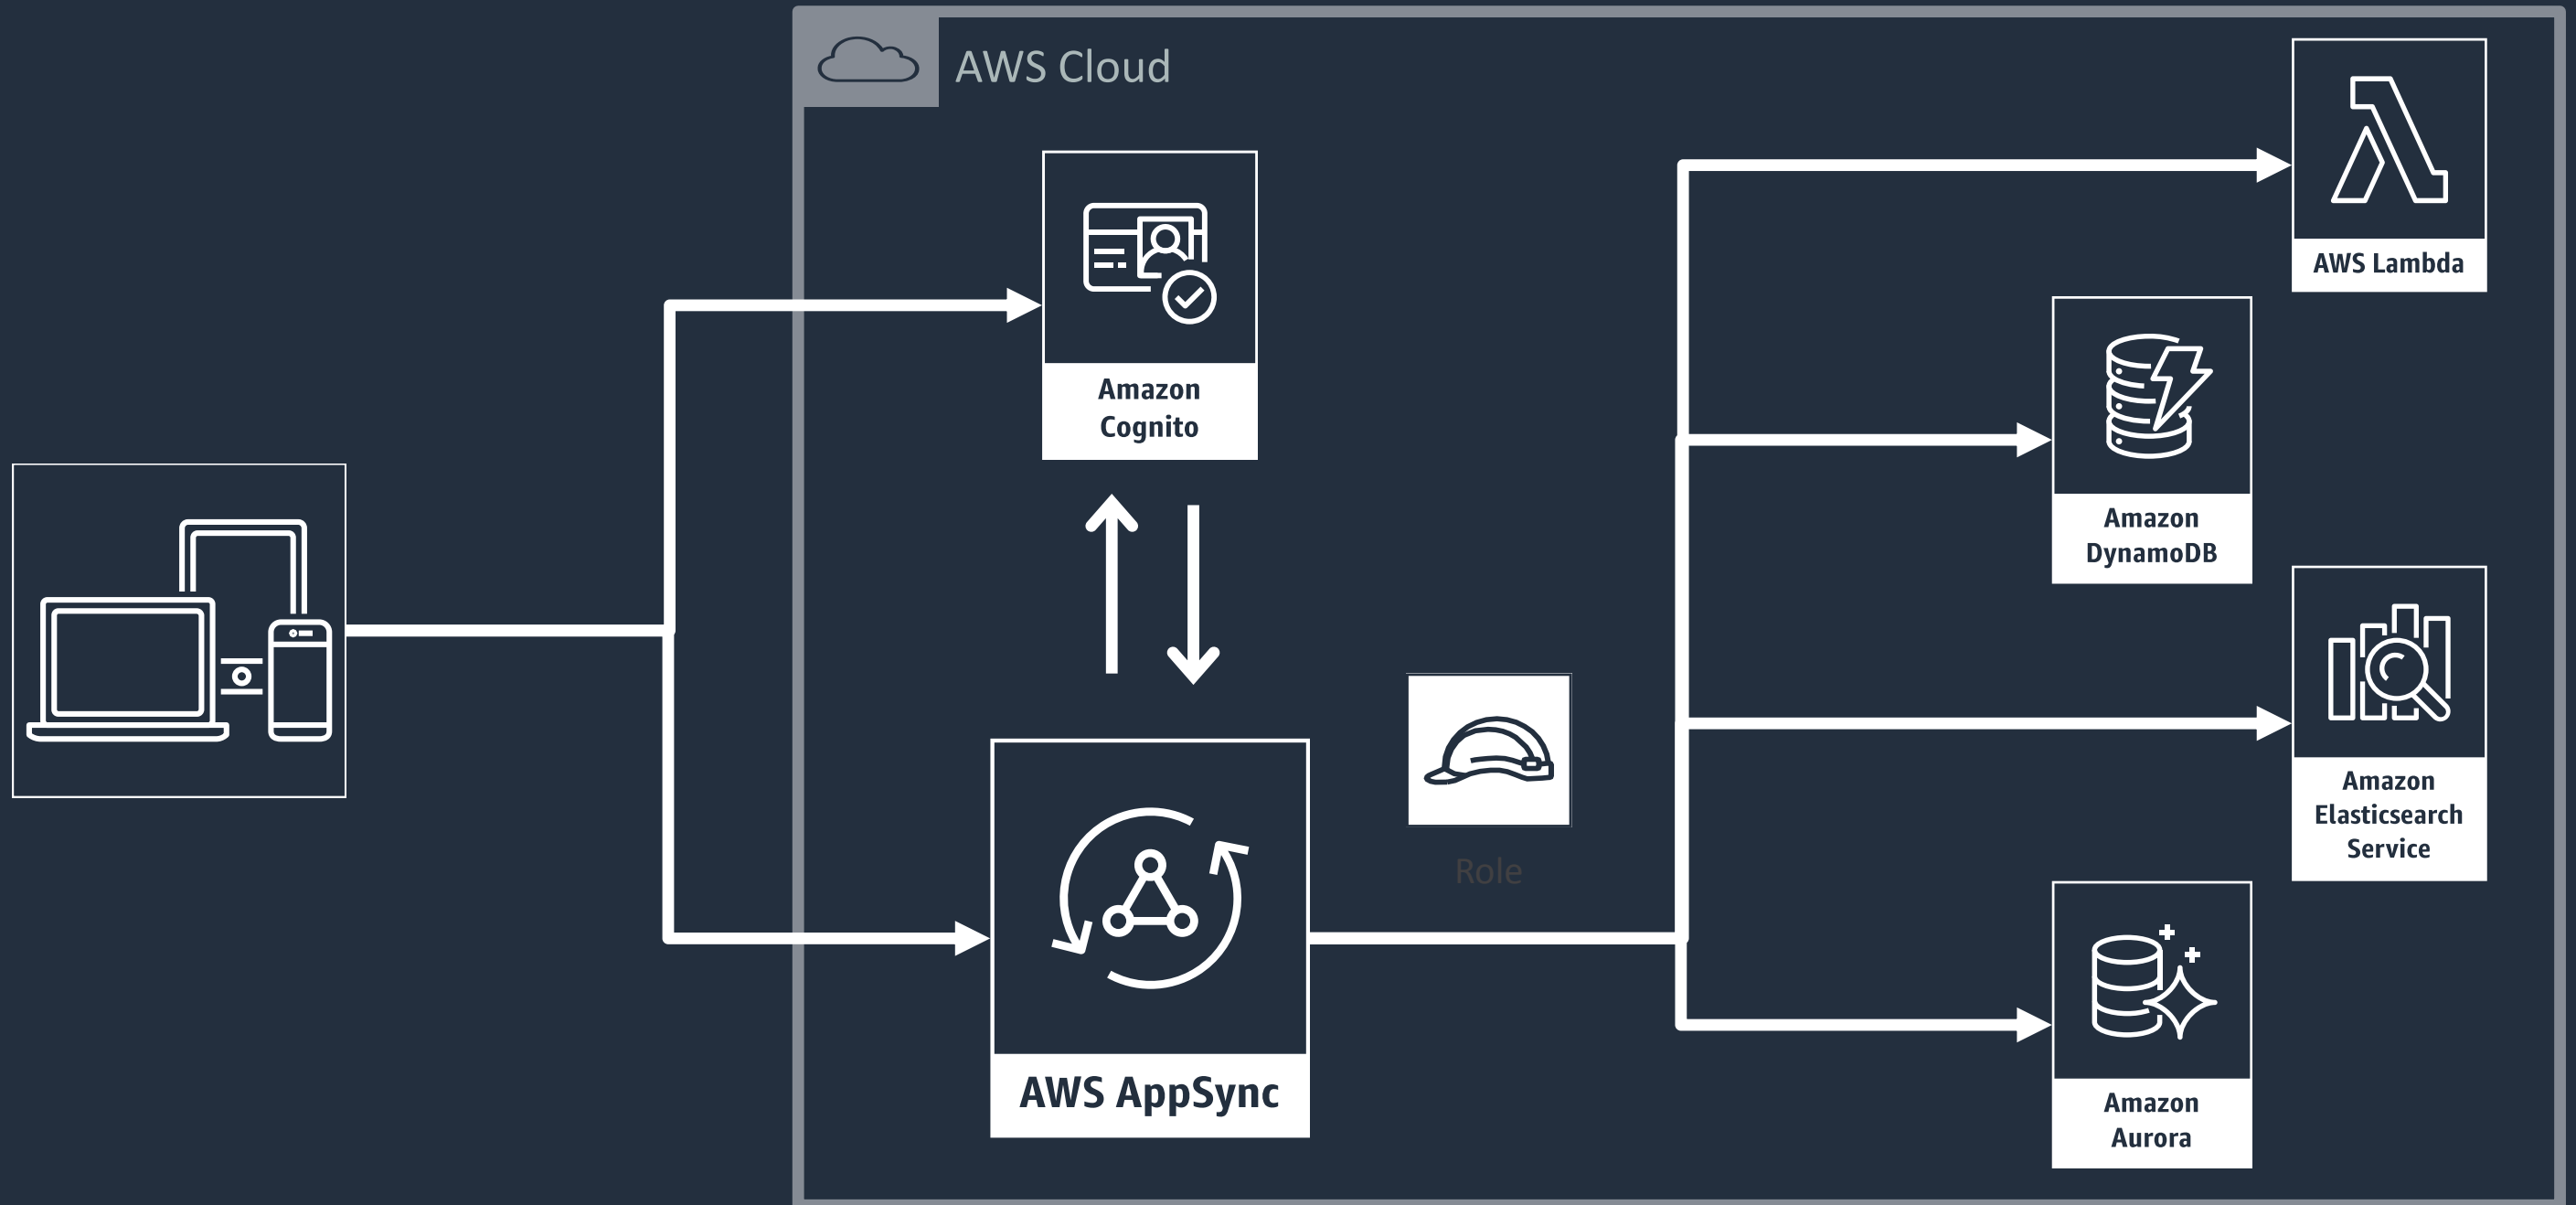 AWS Cloud
AWS Lambda
Amazon
Cognito
Amazon
DynamoDB
Amazon
Elasticsearch
Service
Role
AWS AppSync
Amazon
Aurora